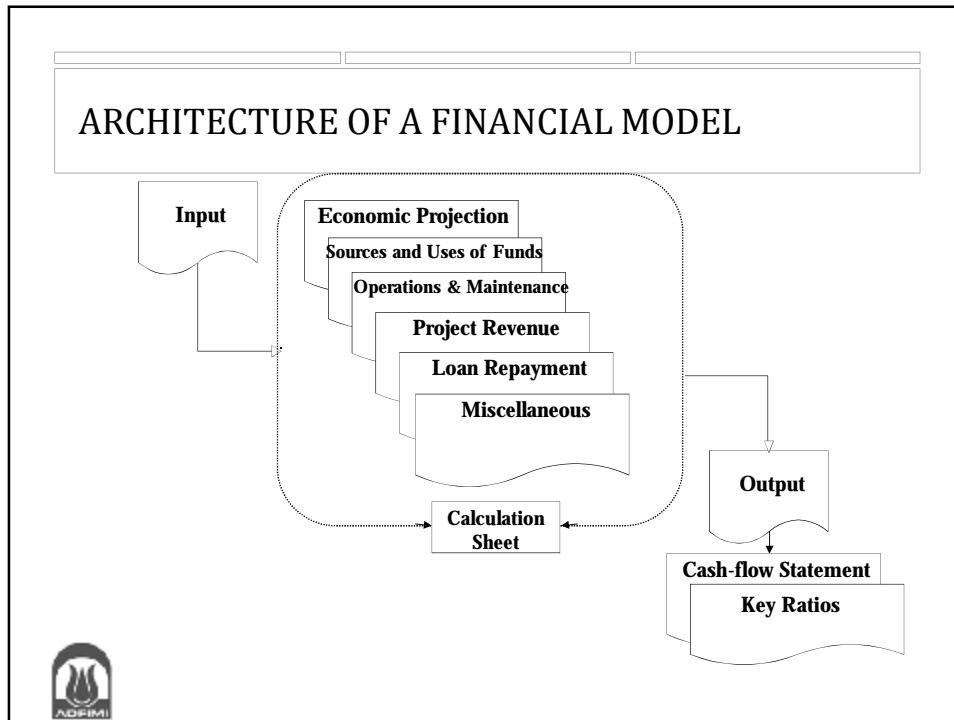 ARCHITECTURE OF A FINANCIAL MODEL
Input
Economic Projection
Sources and Uses of Funds
Operations & Maintenance
Project Revenue
Loan Repayment
Miscellaneous
Calculation
Sheet
Output
Cash-flow Statement
Key Ratios
ADFIMI